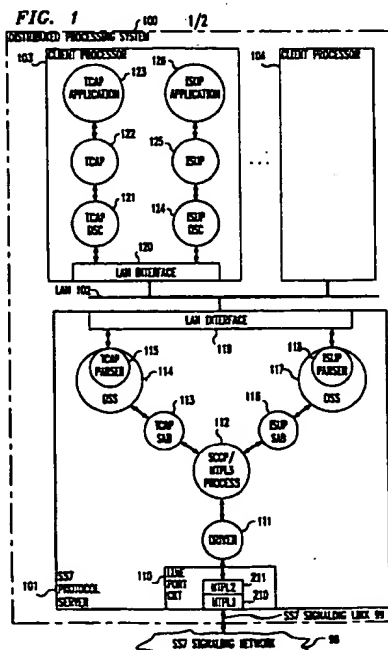 FIG. 1
1/2
100
DISTRIBUTED PROCESSING SYSTEM
103
CLIENT PROCESSOR
104
CLIENT PROCESSOR
123
TCAP
APPLICATION
126
ISUP
APPLICATION
122
TCAP
125
ISUP
...
121
TCAP
DSC
124
ISUP
DSC
120
LAN INTERFACE
LAN 102
LAN INTERFACE
119
115
TCAP
PARSER
114
DSS
118
ISUP
PARSER
117
DSS
113
TCAP
SAB
112
116
ISUP
SAB
SCCP/
MTPL3
PROCESS
111
DRIVER
101
SS7
PROTOCOL
SERVER
110
LINE
PORT
CKT
MTPL2
211
MTPL1
210
SS7 SIGNALING LINK 99
SS7 SIGNALING NETWORK
98